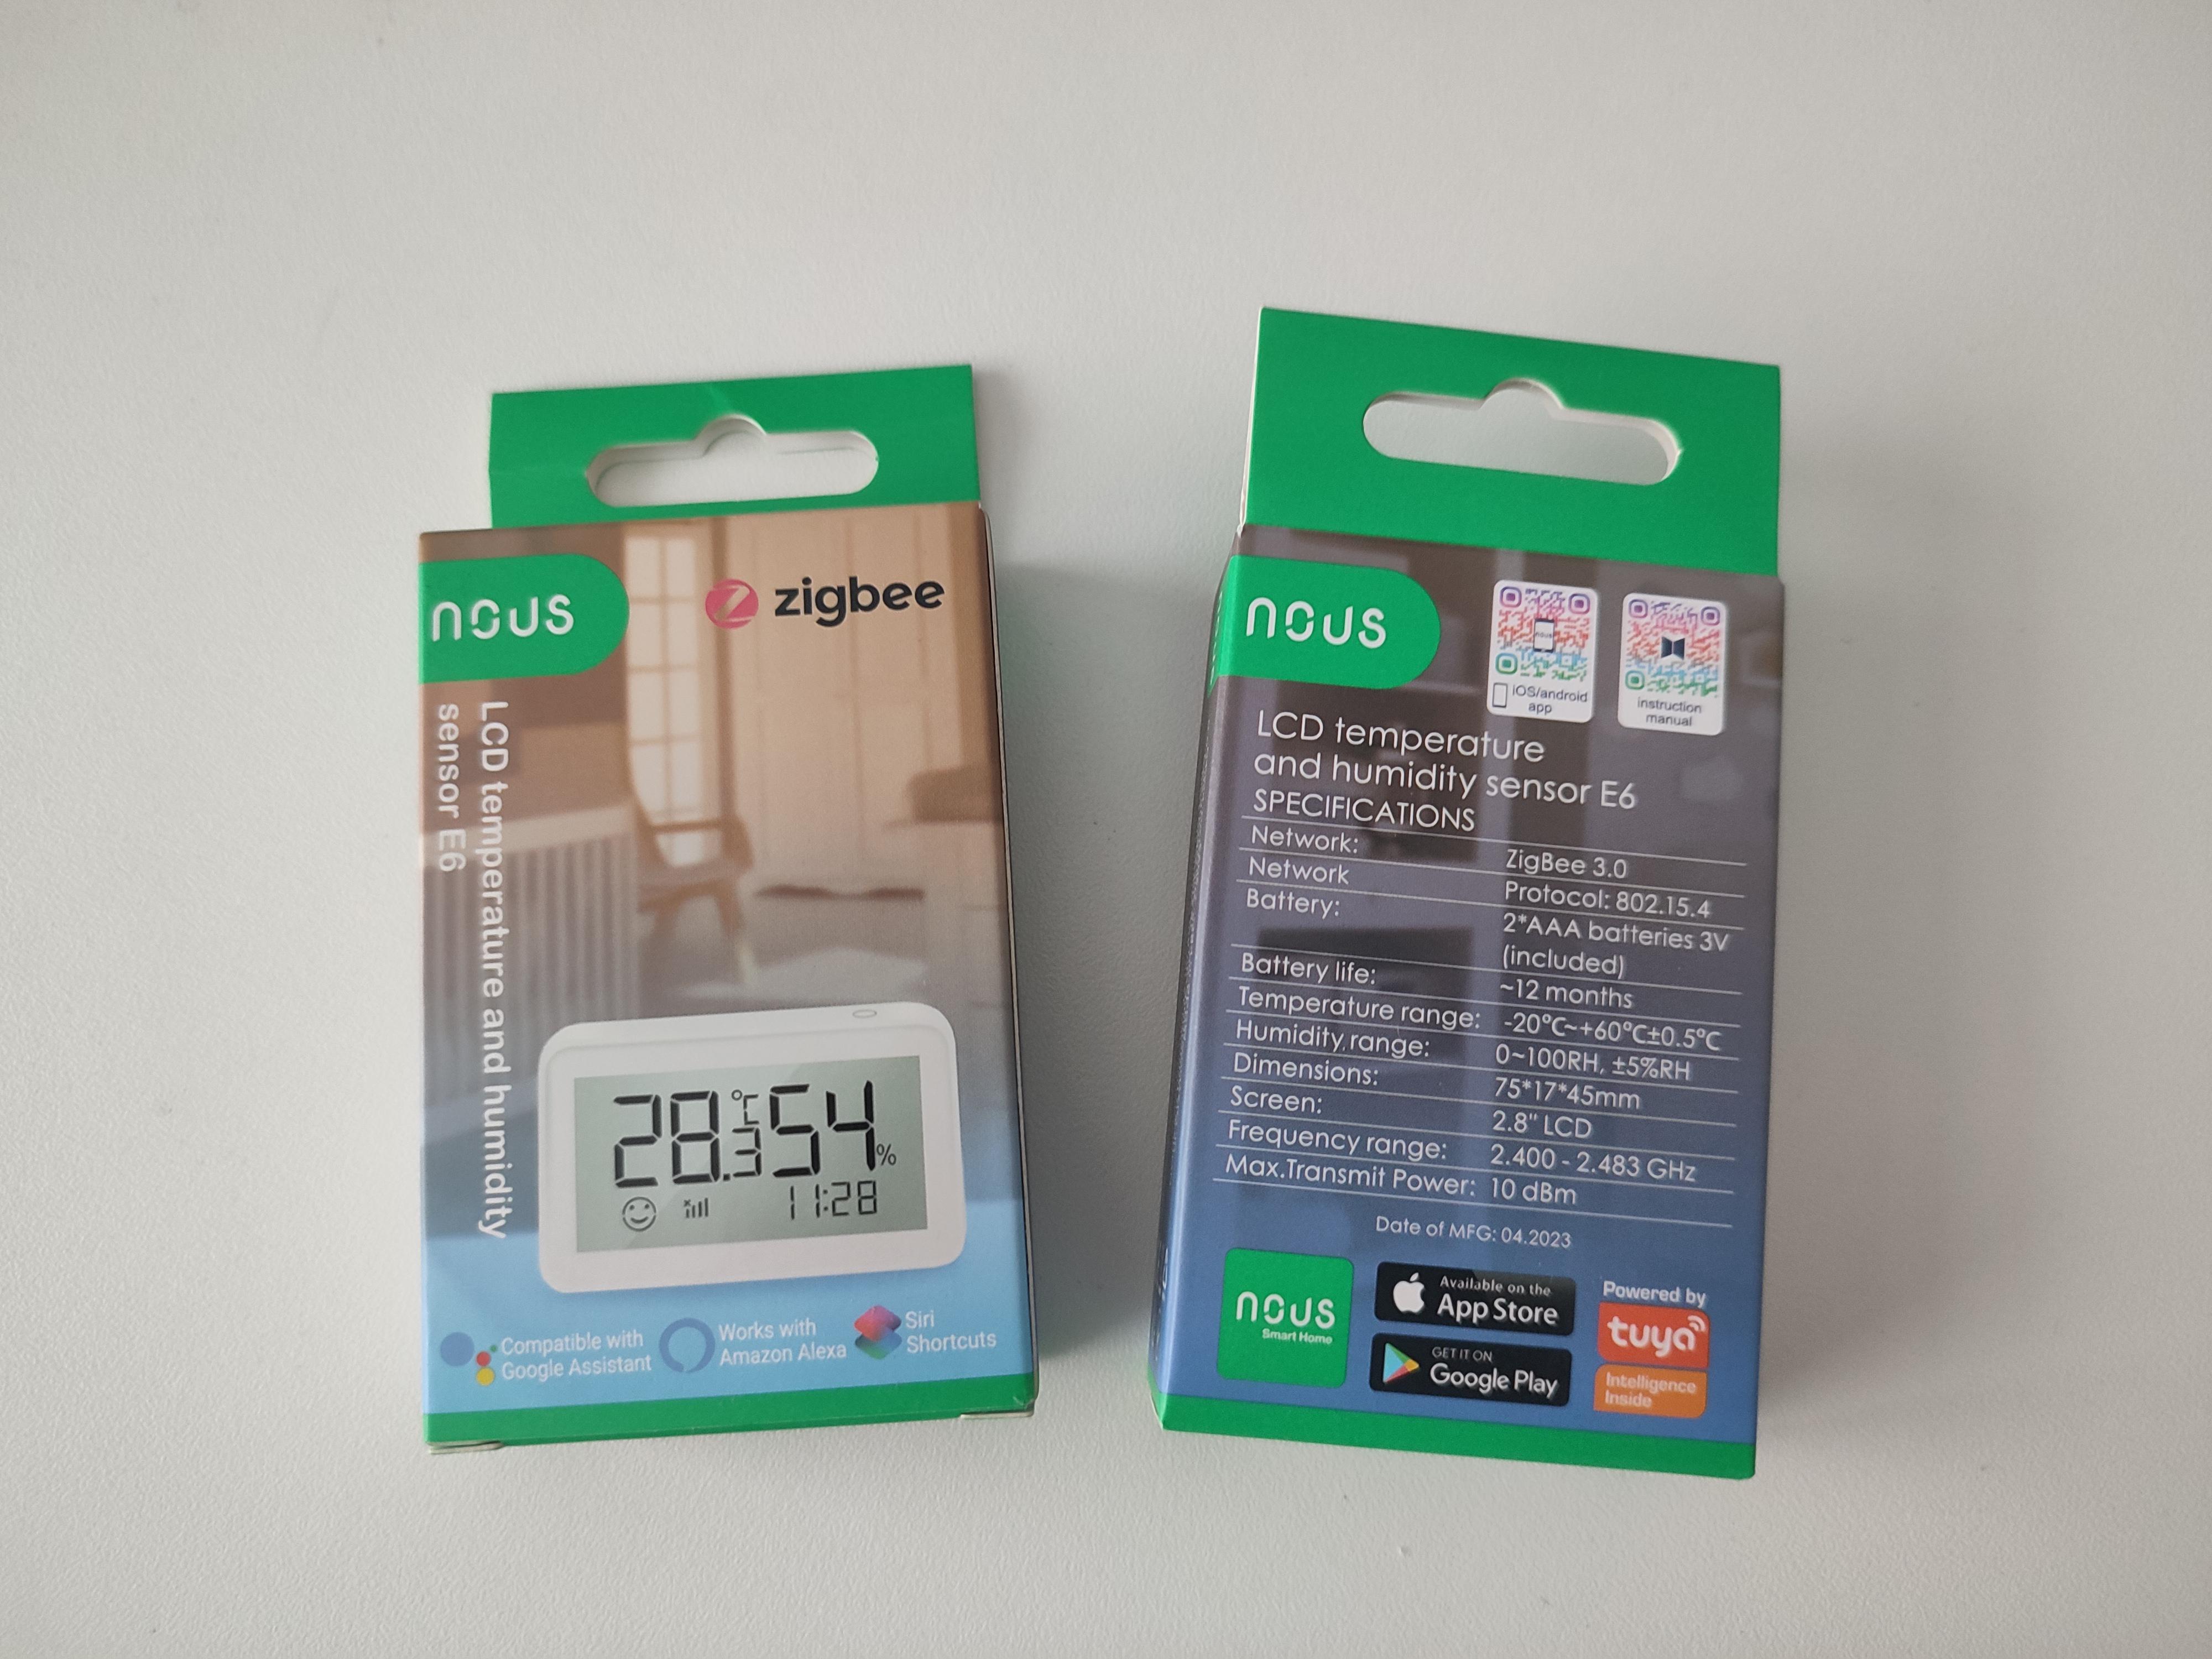 nous
zigbee
LCD temperature and humidity
sensor E6
28.3 °C 54 %
11:28
Compatible with
Google Assistant
Works with
Amazon Alexa
Siri
Shortcuts
nous
nous
iOS/android
app
instruction
manual
LCD temperature
and humidity sensor E6
SPECIFICATIONS
Network: ZigBee 3.0
Network Protocol: 802.15.4
Battery: 2*AAA batteries 3V
(included)
Battery life: ~12 months
Temperature range: -20°C~+60°C±0.5°C
Humidity, range: 0~100RH, ±5%RH
Dimensions: 75*17*45mm
Screen: 2.8" LCD
Frequency range: 2.400 - 2.483 GHz
Max.Transmit Power: 10 dBm
Date of MFG: 04.2023
nous
Smart Home
Available on the
App Store
GET IT ON
Google Play
Powered by
tuya
Intelligence
Inside